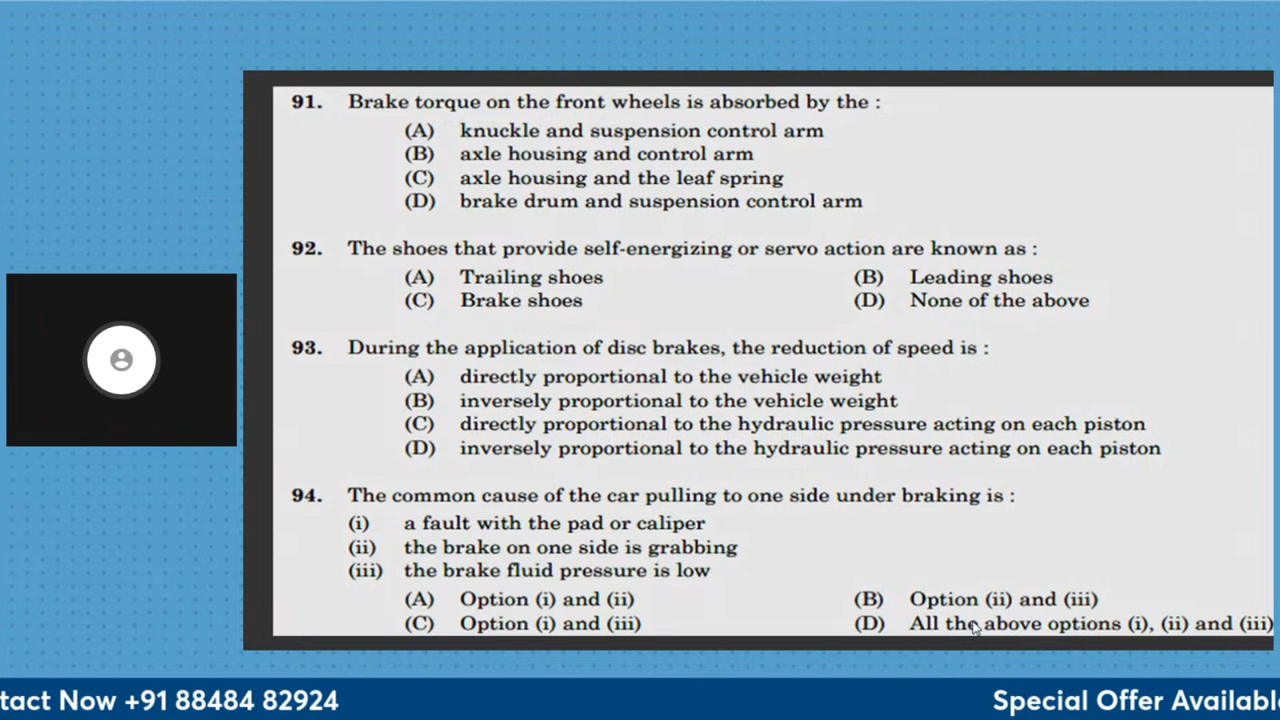 91. Brake torque on the front wheels is absorbed by the :
(A) knuckle and suspension control arm
(B) axle housing and control arm
(C) axle housing and the leaf spring
(D) brake drum and suspension control arm
92. The shoes that provide self-energizing or servo action are known as :
(A) Trailing shoes (B) Leading shoes
(C) Brake shoes (D) None of the above
93. During the application of disc brakes, the reduction of speed is :
(A) directly proportional to the vehicle weight
(B) inversely proportional to the vehicle weight
(C) directly proportional to the hydraulic pressure acting on each piston
(D) inversely proportional to the hydraulic pressure acting on each piston
94. The common cause of the car pulling to one side under braking is :
(i) a fault with the pad or caliper
(ii) the brake on one side is grabbing
(iii) the brake fluid pressure is low
(A) Option (i) and (ii) (B) Option (ii) and (iii)
(C) Option (i) and (iii) (D) All the above options (i), (ii) and (iii)
tact Now +91 88484 82924 Special Offer Availabl